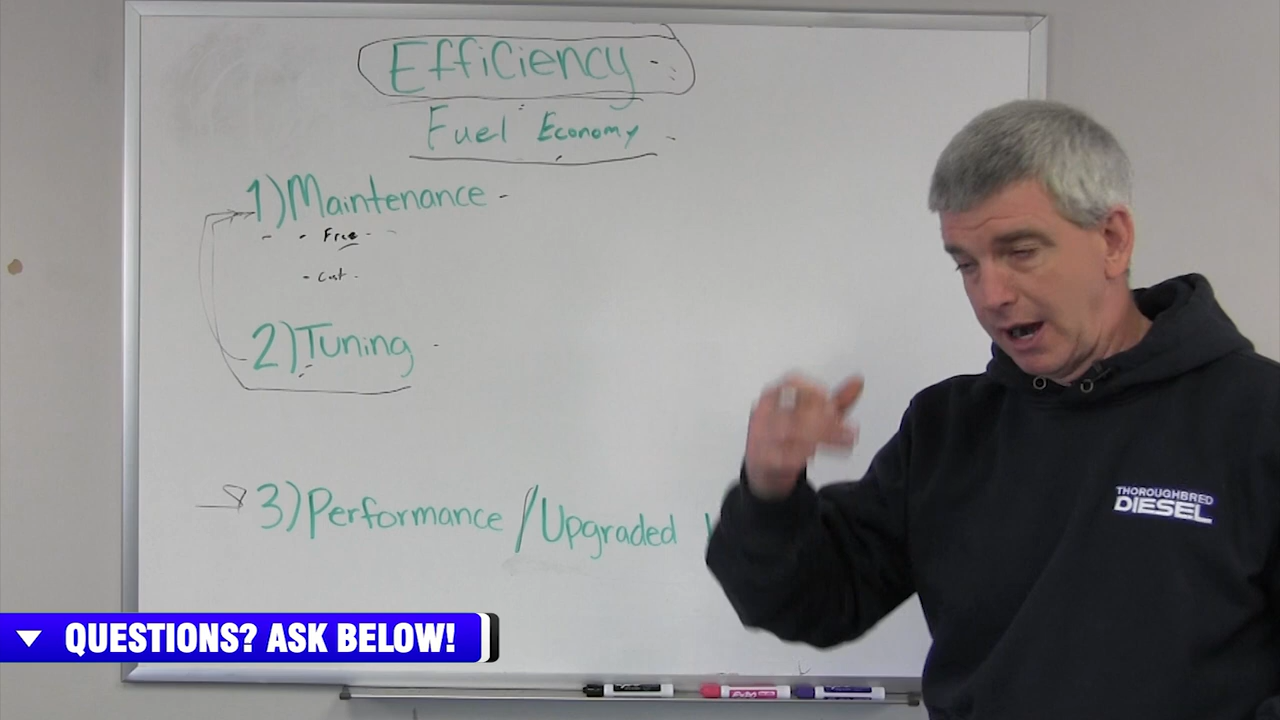 Efficiency
Fuel Economy
1) Maintenance -
- Free -
- Cost -
2) Tuning
3) Performance / Upgraded
THOROUGHBRED
DIESEL
QUESTIONS? ASK BELOW!